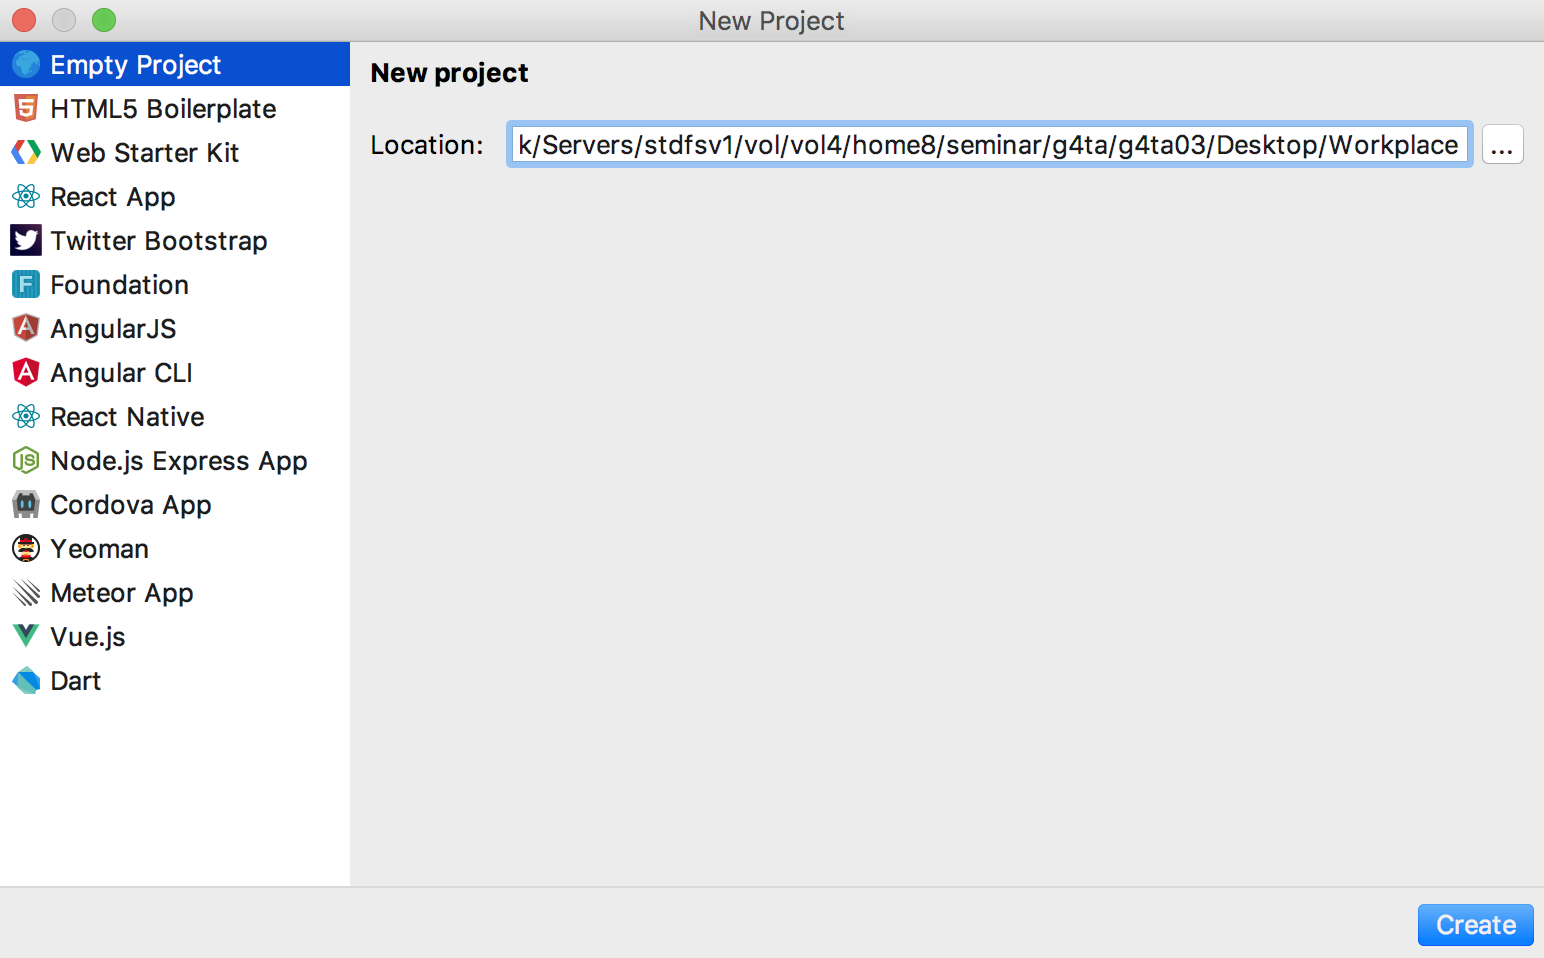 New Project
Empty Project
HTML5 Boilerplate
Web Starter Kit
React App
Twitter Bootstrap
Foundation
AngularJS
Angular CLI
React Native
Node.js Express App
Cordova App
Yeoman
Meteor App
Vue.js
Dart
New project
Location: k/Servers/stdfsv1/vol/vol4/home8/seminar/g4ta/g4ta03/Desktop/Workplace ...
Create